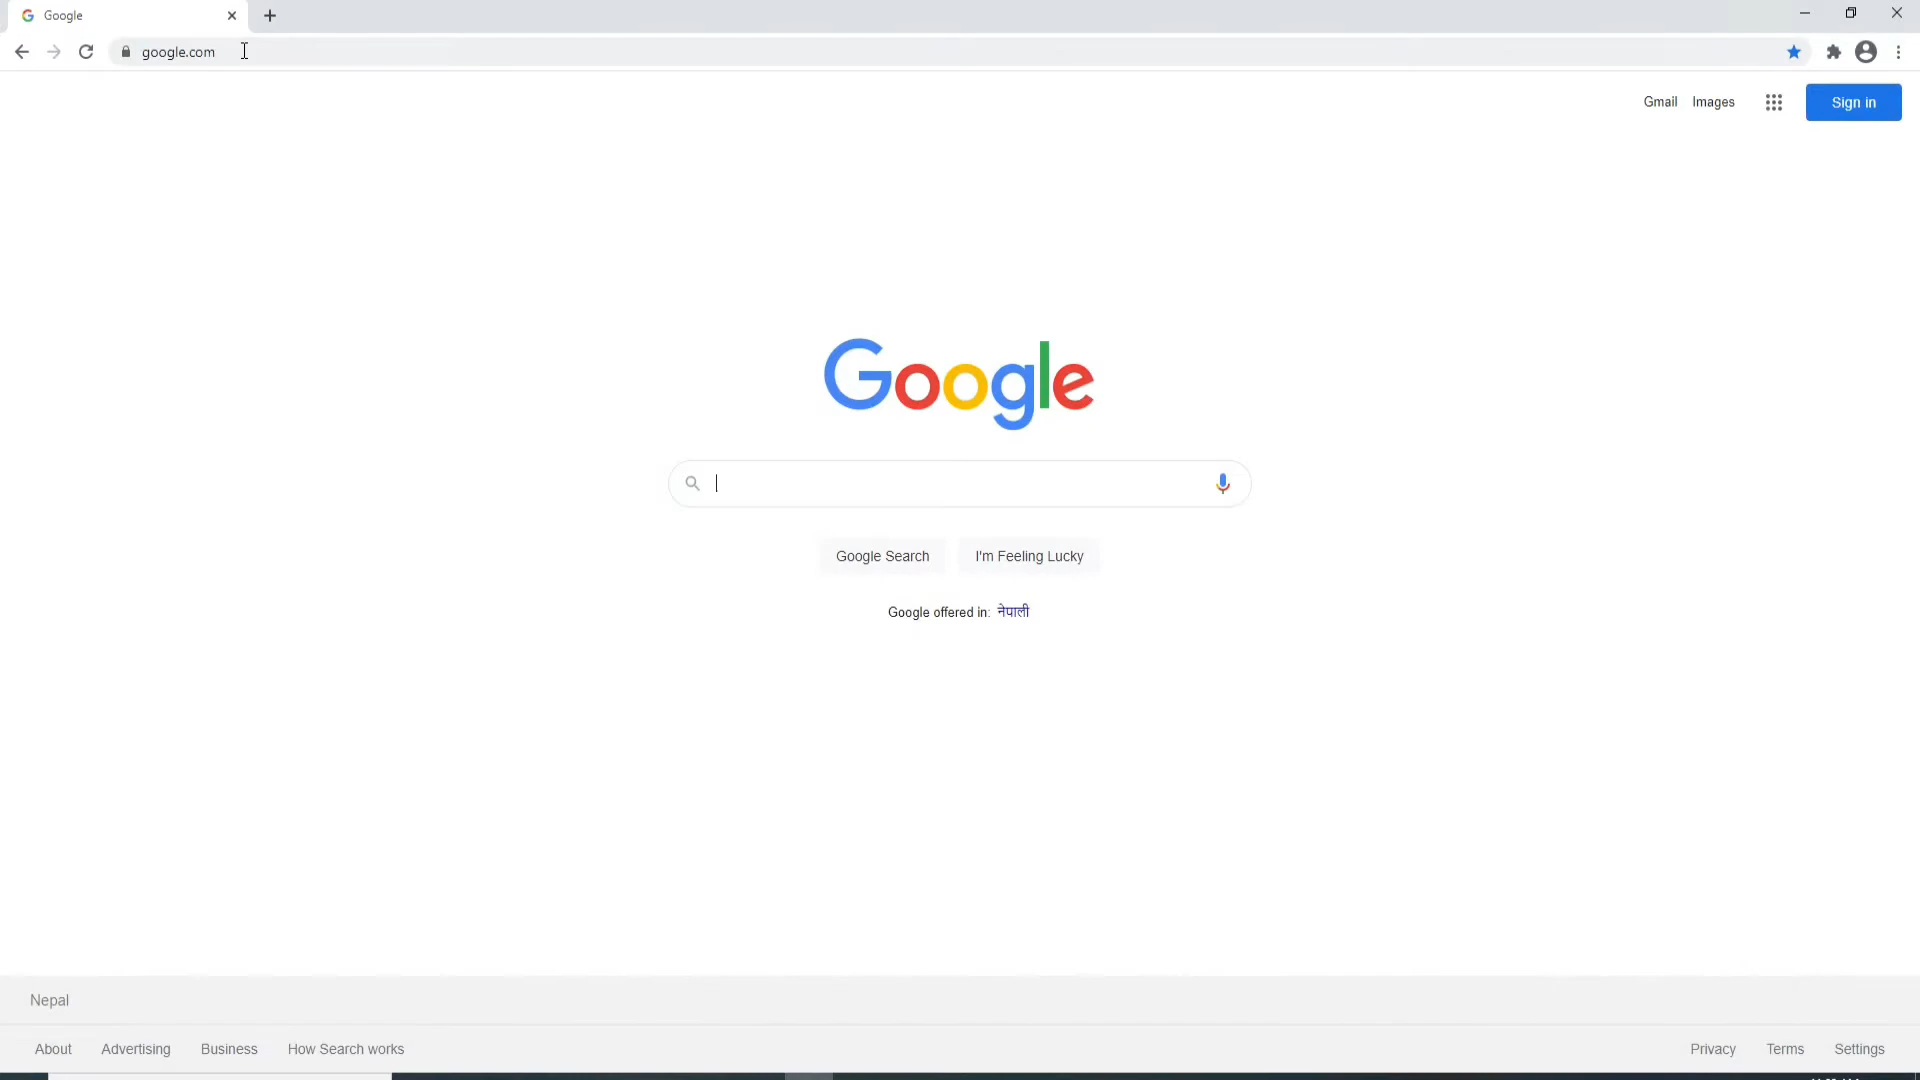 Google
google.com
Gmail Images Sign in
Google
Google Search I'm Feeling Lucky
Google offered in: नेपाली
Nepal
About Advertising Business How Search works Privacy Terms Settings